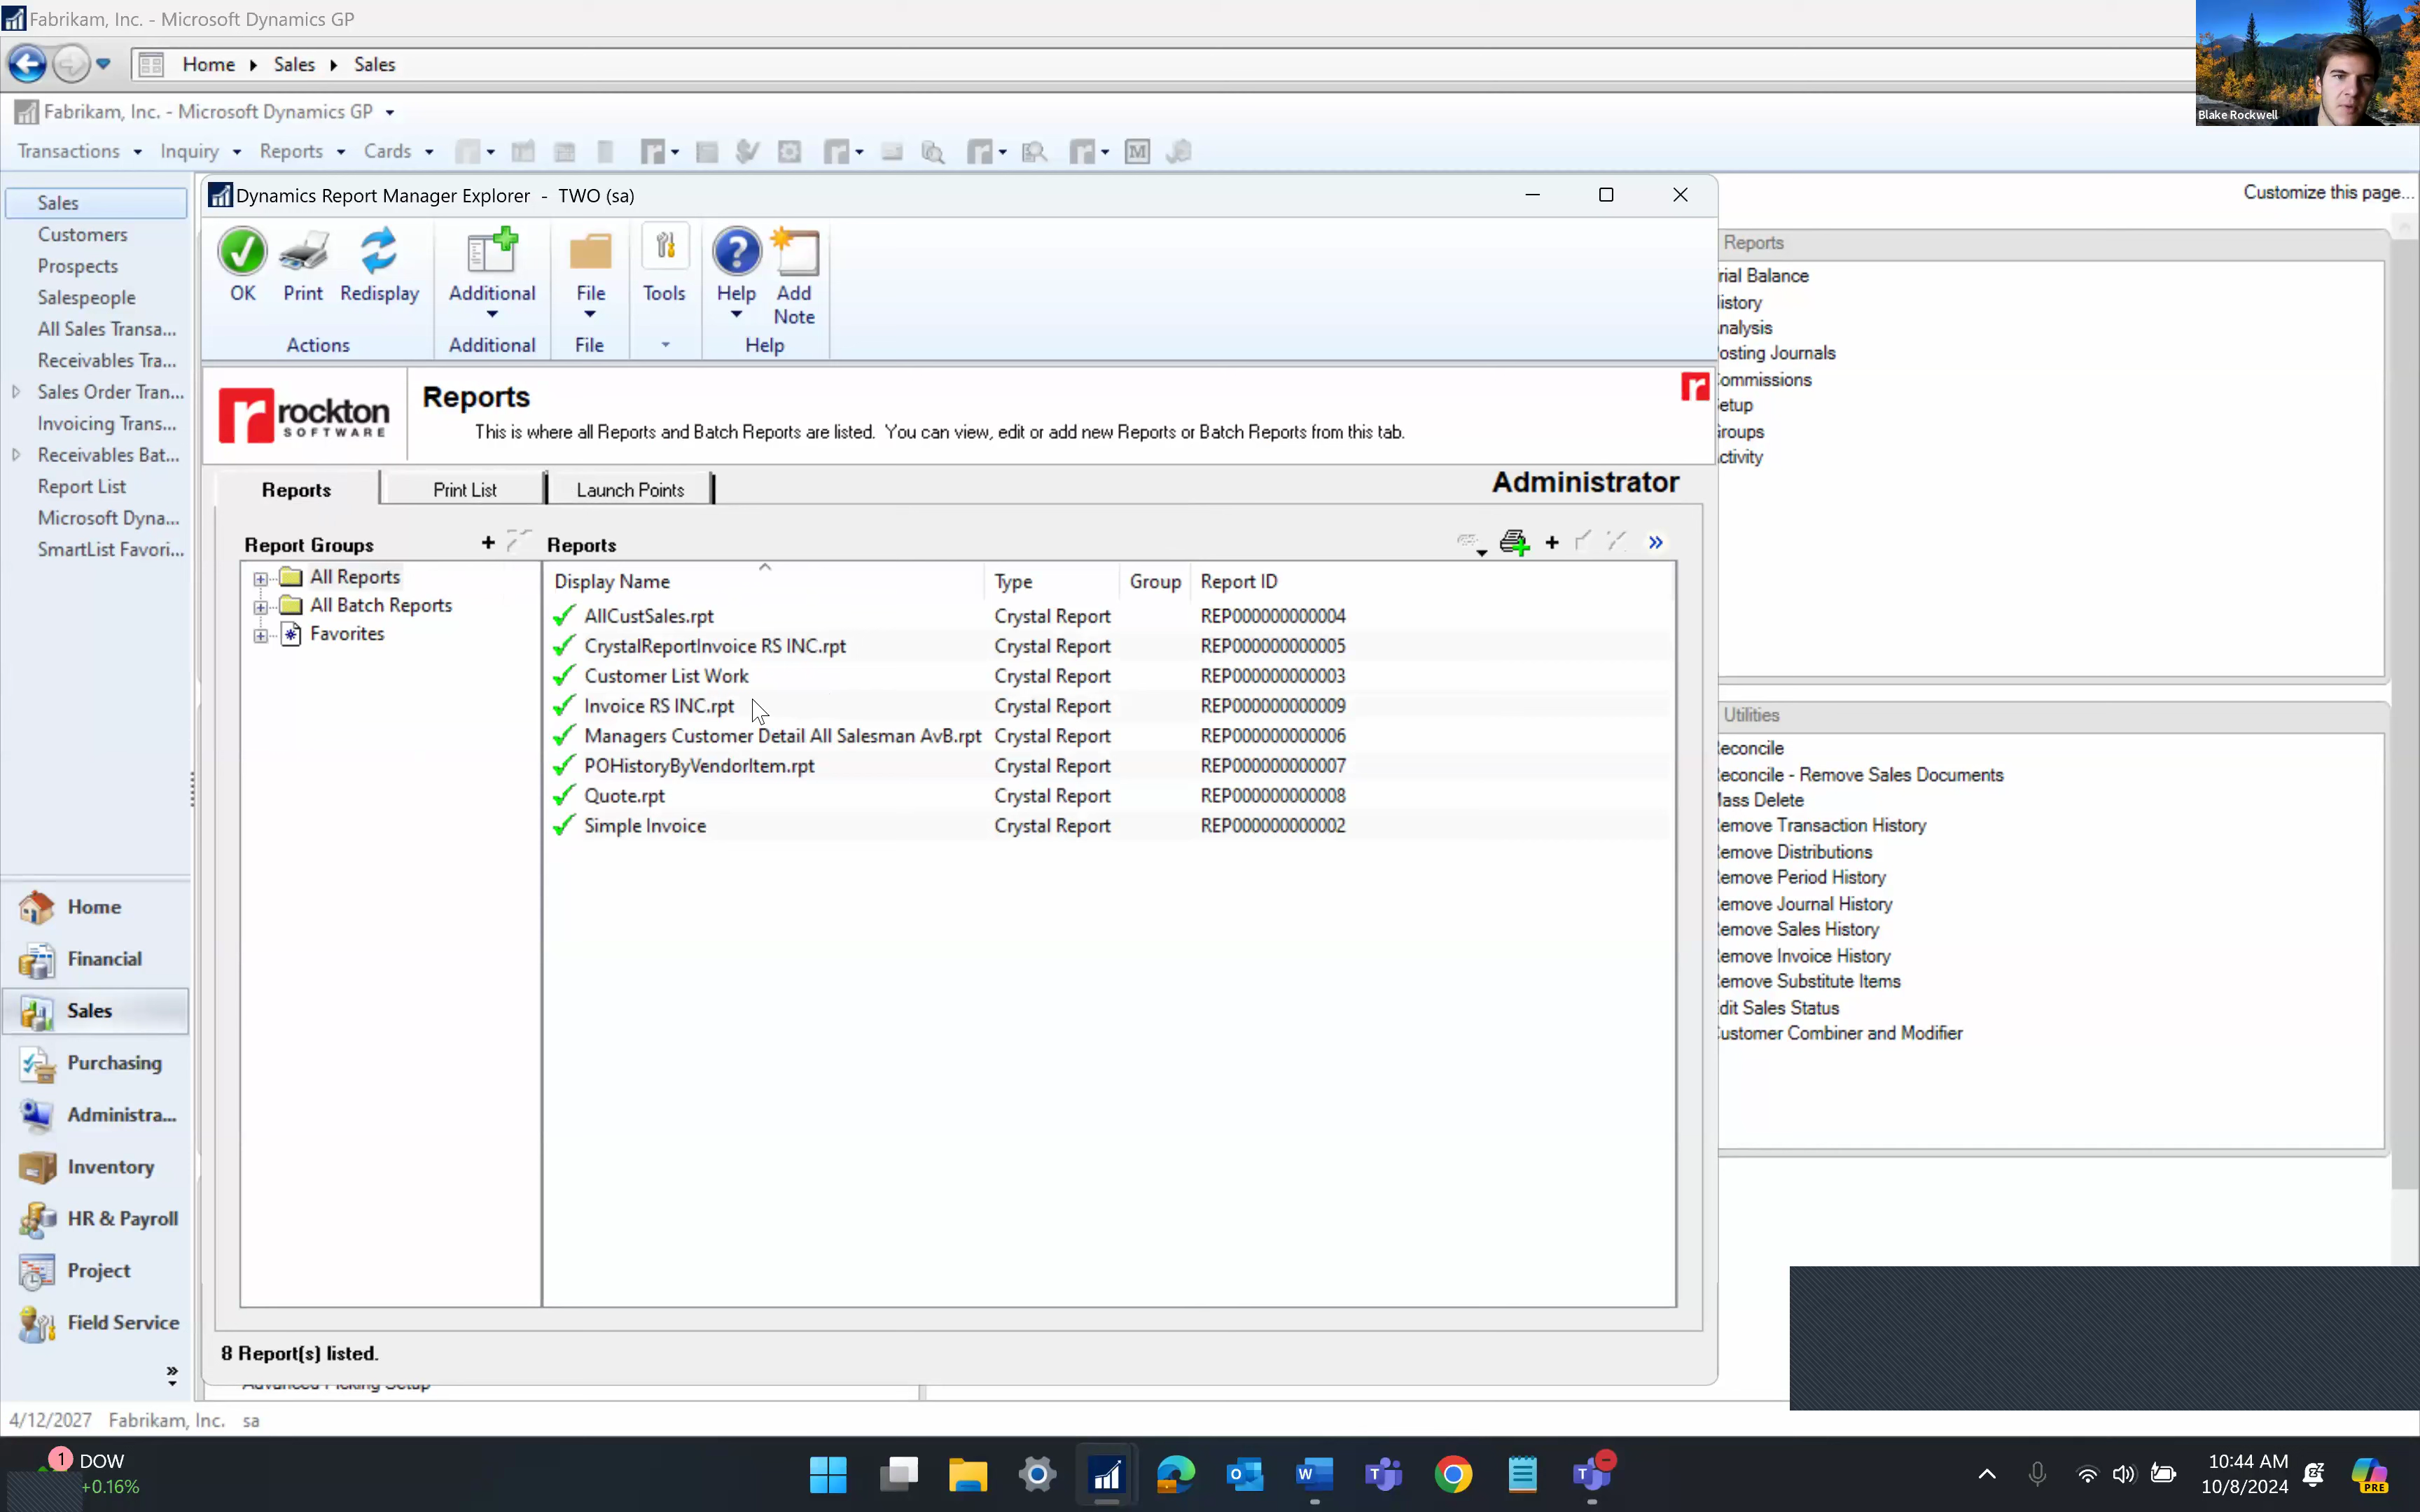 Fabrikam, Inc. - Microsoft Dynamics GP
Home Sales Sales
Blake Rockwell
Fabrikam, Inc. - Microsoft Dynamics GP
Transactions Inquiry Reports Cards
M
Customize this page...
Sales
Customers
Prospects
Salespeople
All Sales Transa...
Receivables Tra...
Sales Order Tran...
Invoicing Trans...
Receivables Bat...
Report List
Microsoft Dyna...
SmartList Favori...
Home
Financial
Sales
Purchasing
Administra...
Inventory
HR & Payroll
Project
Field Service
Dynamics Report Manager Explorer - TWO (sa)
OK Print Redisplay Additional File Tools Help Add Note
Actions Additional File Help
rockton
SOFTWARE
Reports
This is where all Reports and Batch Reports are listed. You can view, edit or add new Reports or Batch Reports from this tab.
Reports Print List Launch Points
Administrator
Report Groups
All Reports
All Batch Reports
Favorites
Reports
Display Name Type Group Report ID
AllCustSales.rpt Crystal Report REP000000000004
CrystalReportInvoice RS INC.rpt Crystal Report REP000000000005
Customer List Work Crystal Report REP000000000003
Invoice RS INC.rpt Crystal Report REP000000000009
Managers Customer Detail All Salesman AvB.rpt Crystal Report REP000000000006
POHistoryByVendorItem.rpt Crystal Report REP000000000007
Quote.rpt Crystal Report REP000000000008
Simple Invoice Crystal Report REP000000000002
8 Report(s) listed.
Reports
rial Balance
istory
nalysis
osting Journals
ommissions
etup
roups
ctivity
Utilities
econcile
econcile - Remove Sales Documents
ass Delete
emove Transaction History
emove Distributions
emove Period History
emove Journal History
emove Sales History
emove Invoice History
emove Substitute Items
dit Sales Status
ustomer Combiner and Modifier
4/12/2027 Fabrikam, Inc. sa
1 DOW
+0.16%
10:44 AM
10/8/2024
PRE